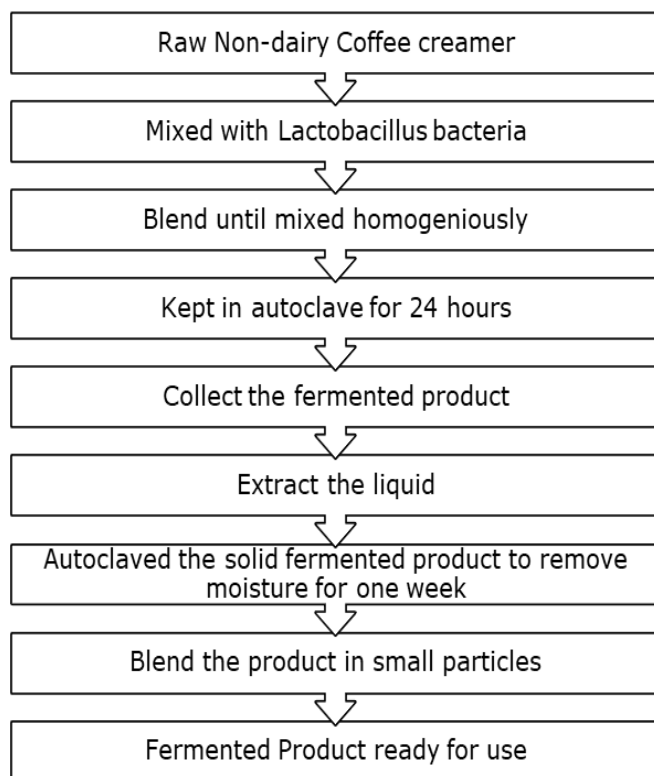 Raw Non-dairy Coffee creamer
Mixed with Lactobacillus bacteria
Blend until mixed homogeniously
Kept in autoclave for 24 hours
Collect the fermented product
Extract the liquid
Autoclaved the solid fermented product to remove
moisture for one week
Blend the product in small particles
Fermented Product ready for use